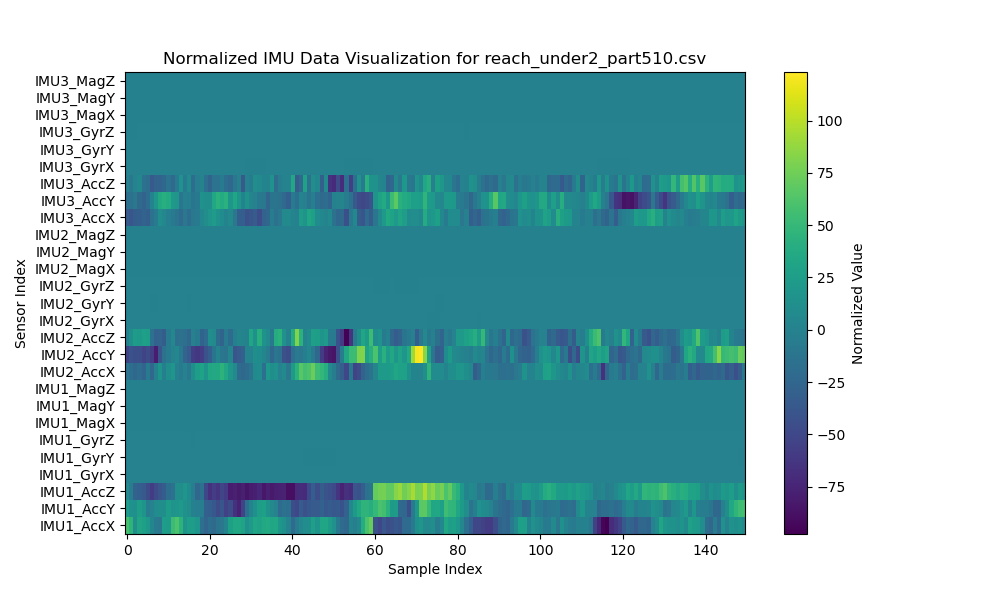 Normalized IMU Data Visualization for reach_under2_part510.csv
IMU3_MagZ
IMU3_MagY
IMU3_MagX
IMU3_GyrZ
IMU3_GyrY
IMU3_GyrX
IMU3_AccZ
IMU3_AccY
IMU3_AccX
IMU2_MagZ
IMU2_MagY
IMU2_MagX
IMU2_GyrZ
IMU2_GyrY
IMU2_GyrX
IMU2_AccZ
IMU2_AccY
IMU2_AccX
IMU1_MagZ
IMU1_MagY
IMU1_MagX
IMU1_GyrZ
IMU1_GyrY
IMU1_GyrX
IMU1_AccZ
IMU1_AccY
IMU1_AccX
Sensor Index
0 20 40 60 80 100 120 140
Sample Index
100
75
50
25
0
−25
−50
−75
Normalized Value